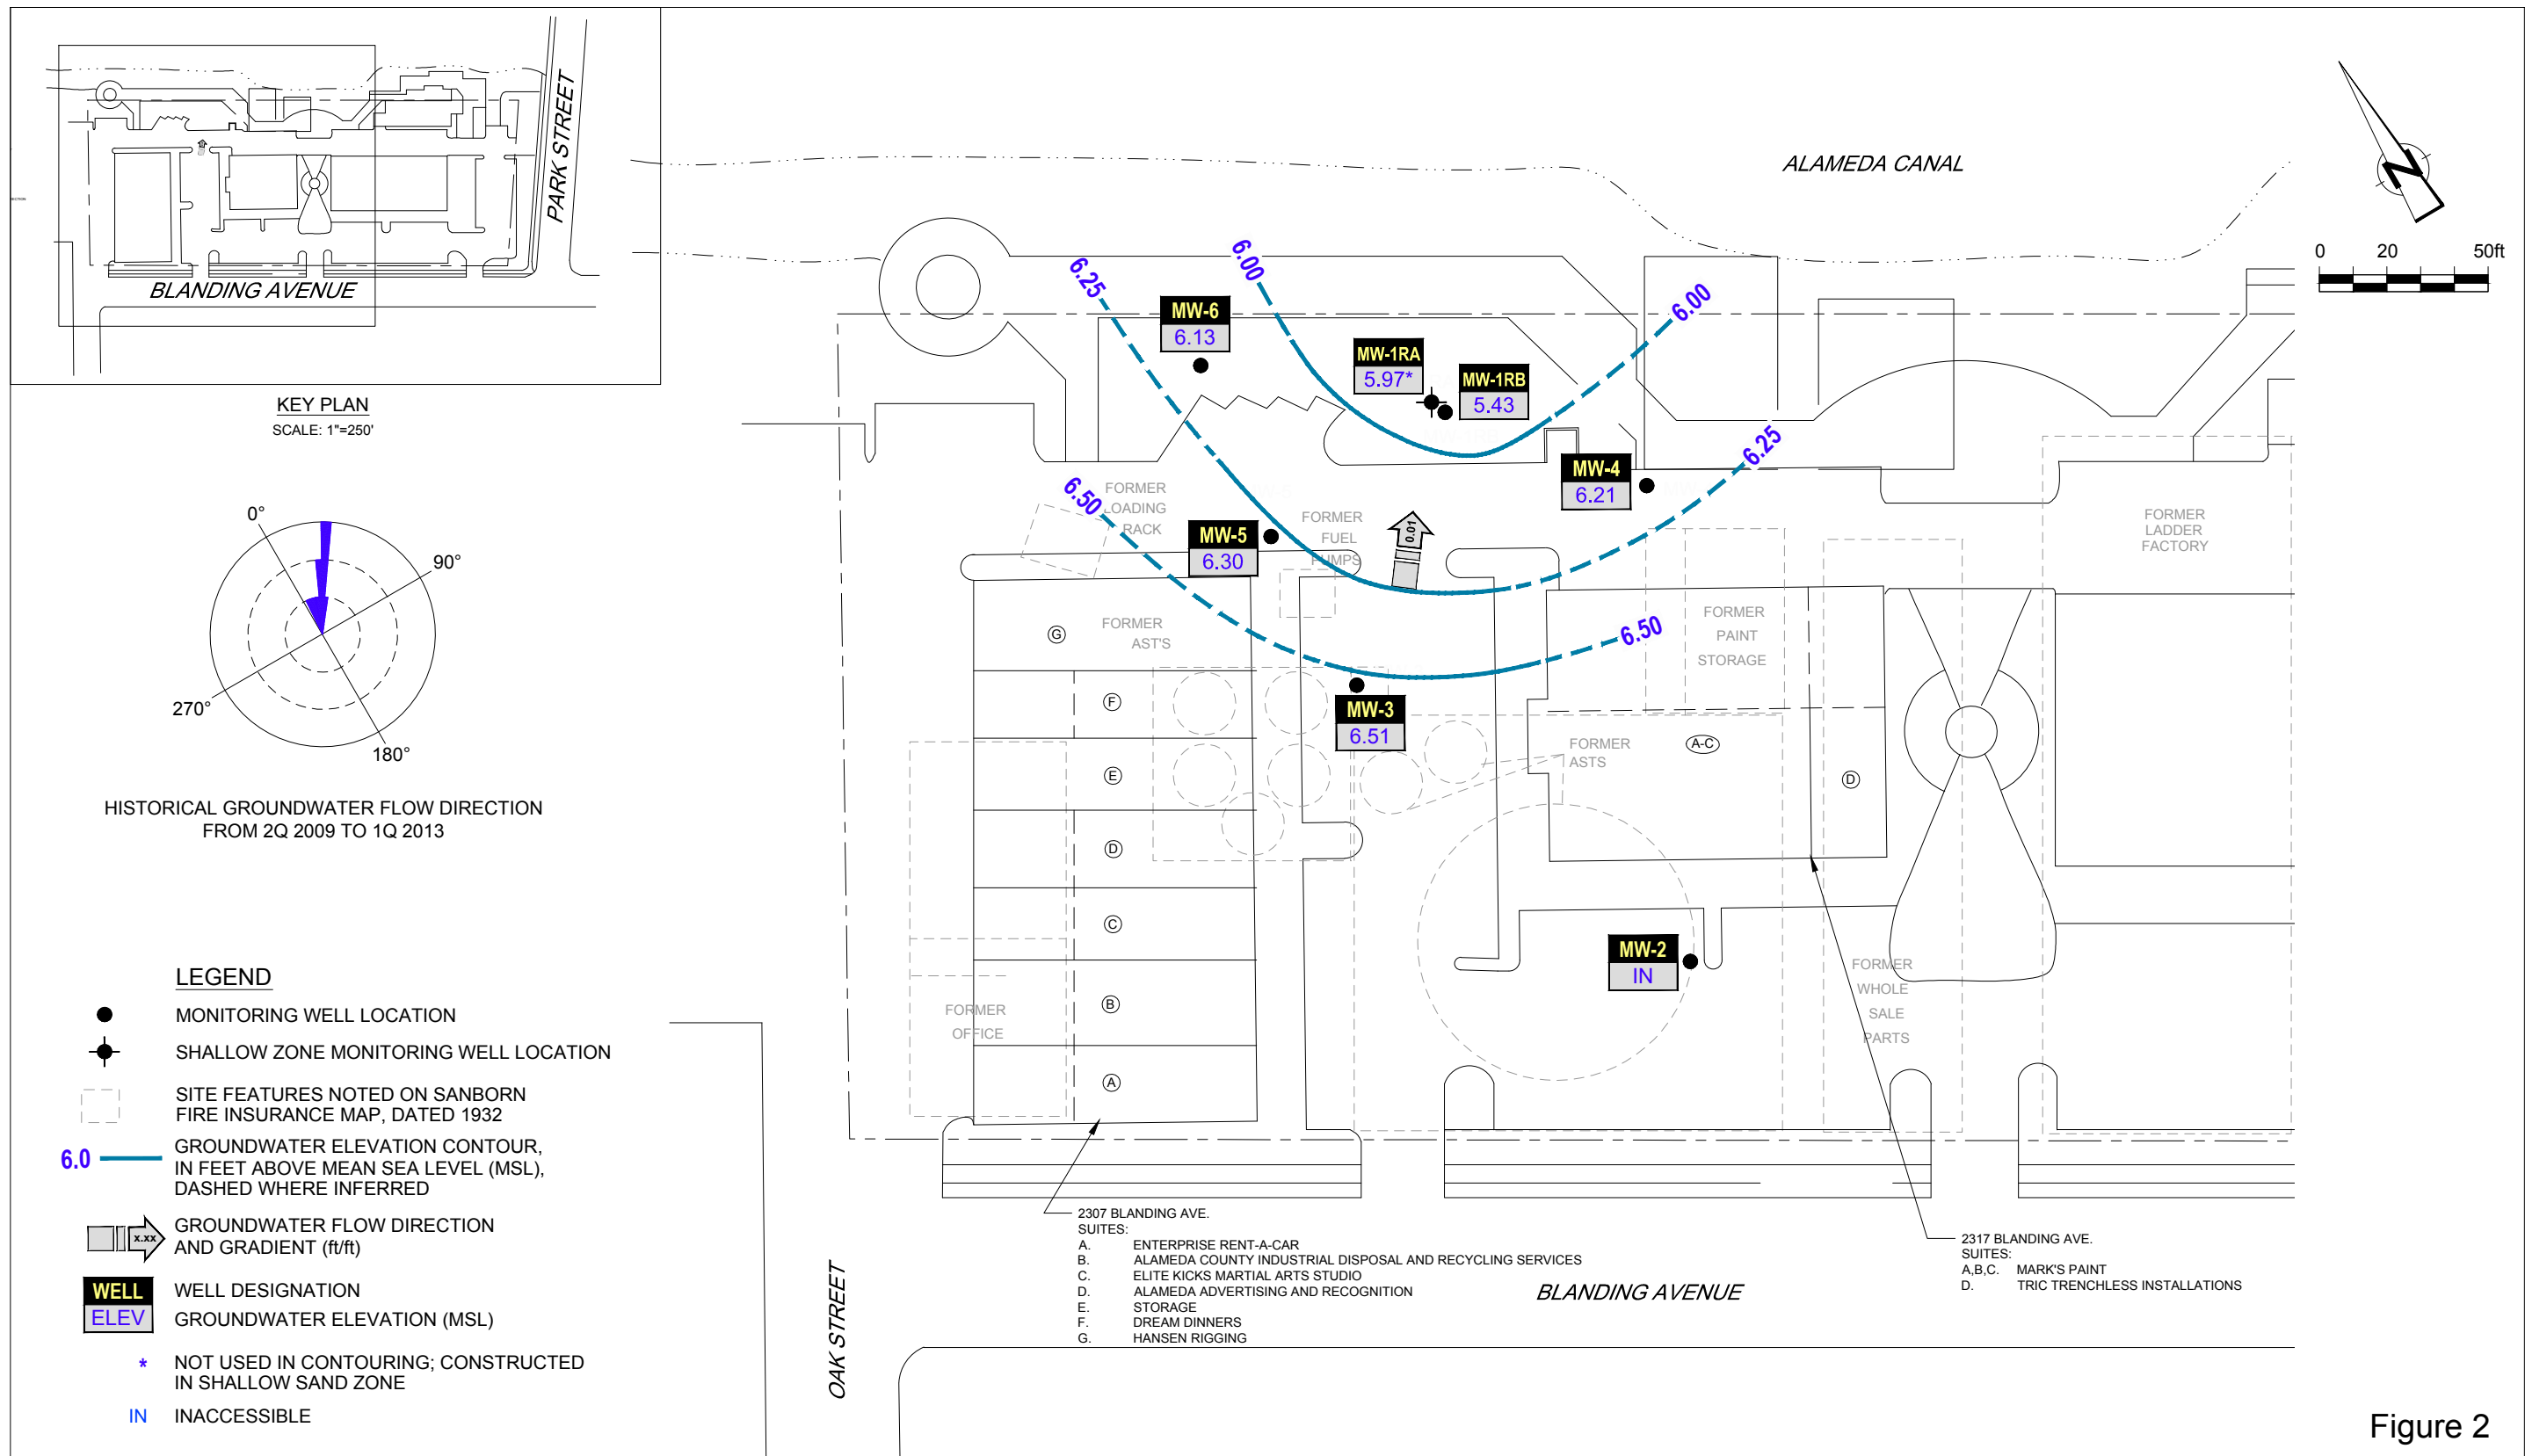 PARK STREET
BLANDING AVENUE
KEY PLAN
SCALE: 1"=250'
0°
90°
270°
180°
HISTORICAL GROUNDWATER FLOW DIRECTION
FROM 2Q 2009 TO 1Q 2013
LEGEND
MONITORING WELL LOCATION
SHALLOW ZONE MONITORING WELL LOCATION
SITE FEATURES NOTED ON SANBORN
FIRE INSURANCE MAP, DATED 1932
6.0
GROUNDWATER ELEVATION CONTOUR,
IN FEET ABOVE MEAN SEA LEVEL (MSL),
DASHED WHERE INFERRED
x.xx
GROUNDWATER FLOW DIRECTION
AND GRADIENT (ft/ft)
WELL
WELL DESIGNATION
ELEV
GROUNDWATER ELEVATION (MSL)
*
NOT USED IN CONTOURING; CONSTRUCTED
IN SHALLOW SAND ZONE
IN
INACCESSIBLE
ALAMEDA CANAL
N
0 20 50ft
6.25
6.00
6.00
MW-6
6.13
MW-1RA
5.97*
MW-1RB
5.43
6.25
MW-4
6.21
6.50
FORMER
LOADING
RACK
MW-5
6.30
FORMER
FUEL
PUMPS
0.01
FORMER
LADDER
FACTORY
G
FORMER
AST'S
6.50
FORMER
PAINT
STORAGE
F
MW-3
6.51
FORMER
ASTS
A-C
E
D
D
C
MW-2
IN
FORMER
WHOLE
SALE
PARTS
B
FORMER
OFFICE
A
2307 BLANDING AVE.
SUITES:
A. ENTERPRISE RENT-A-CAR
B. ALAMEDA COUNTY INDUSTRIAL DISPOSAL AND RECYCLING SERVICES
C. ELITE KICKS MARTIAL ARTS STUDIO
D. ALAMEDA ADVERTISING AND RECOGNITION
E. STORAGE
F. DREAM DINNERS
G. HANSEN RIGGING
2317 BLANDING AVE.
SUITES:
A,B,C. MARK'S PAINT
D. TRIC TRENCHLESS INSTALLATIONS
OAK STREET
BLANDING AVENUE
Figure 2